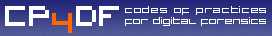 CP4DF
codes of practices
for digital forensics